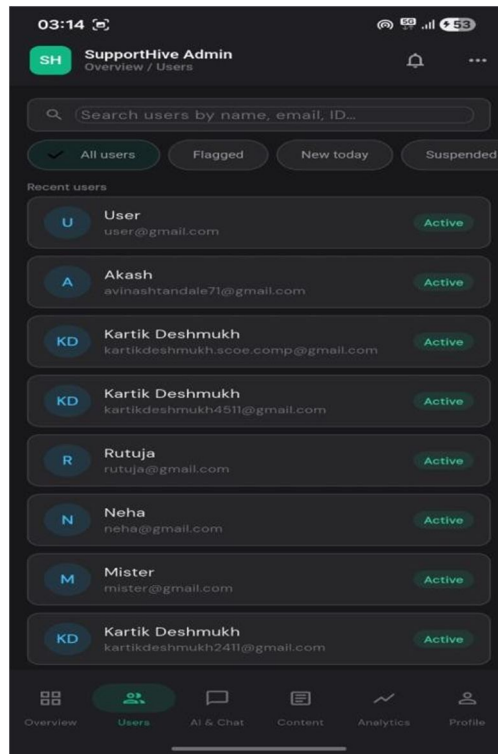 03:14
5G
53
SH
SupportHive Admin
Overview / Users
Search users by name, email, ID...
All users
Flagged
New today
Suspended
Recent users
U
User
user@gmail.com
Active
A
Akash
avinashtandale71@gmail.com
Active
KD
Kartik Deshmukh
kartikdeshmukh.scoe.comp@gmail.com
Active
KD
Kartik Deshmukh
kartikdeshmukh4511@gmail.com
Active
R
Rutuja
rutuja@gmail.com
Active
N
Neha
neha@gmail.com
Active
M
Mister
mister@gmail.com
Active
KD
Kartik Deshmukh
kartikdeshmukh2411@gmail.com
Active
Overview
Users
AI & Chat
Content
Analytics
Profile